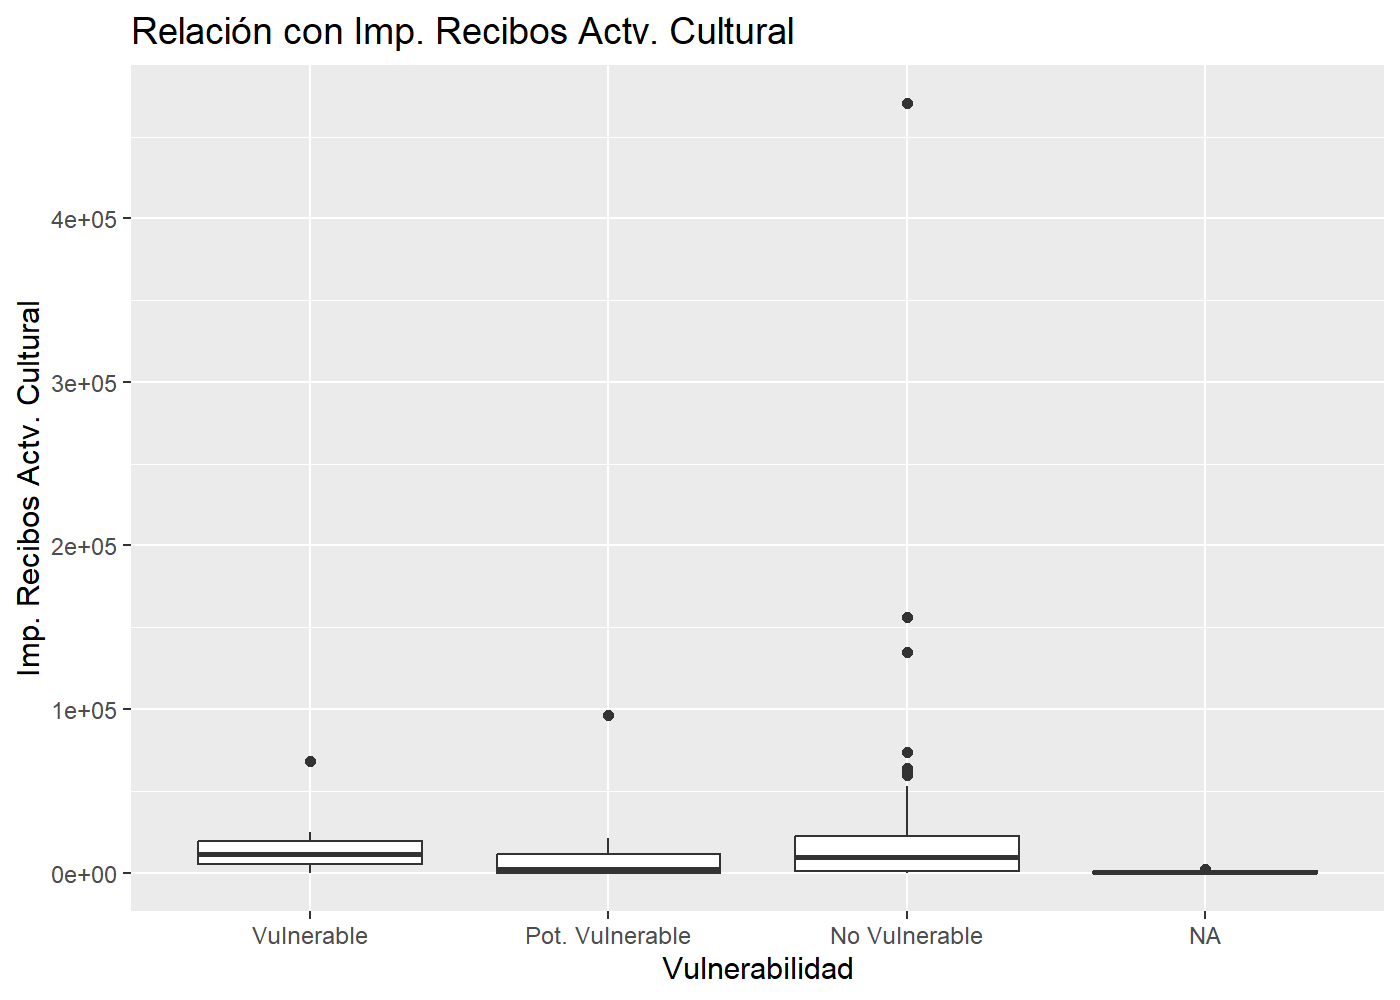 Relación con Imp. Recibos Actv. Cultural
Imp. Recibos Actv. Cultural
4e+05
3e+05
2e+05
1e+05
0e+00
Vulnerable
Pot. Vulnerable
No Vulnerable
NA
Vulnerabilidad